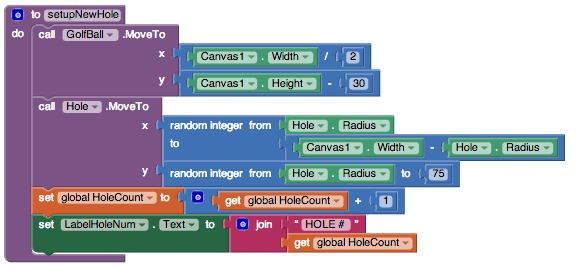 to setupNewHole
do call GolfBall .MoveTo
x Canvas1 . Width / 2
y Canvas1 . Height - 30
call Hole .MoveTo
x random integer from Hole . Radius
to Canvas1 . Width - Hole . Radius
y random integer from Hole . Radius to 75
set global HoleCount to get global HoleCount + 1
set LabelHoleNum . Text to join " HOLE # "
get global HoleCount